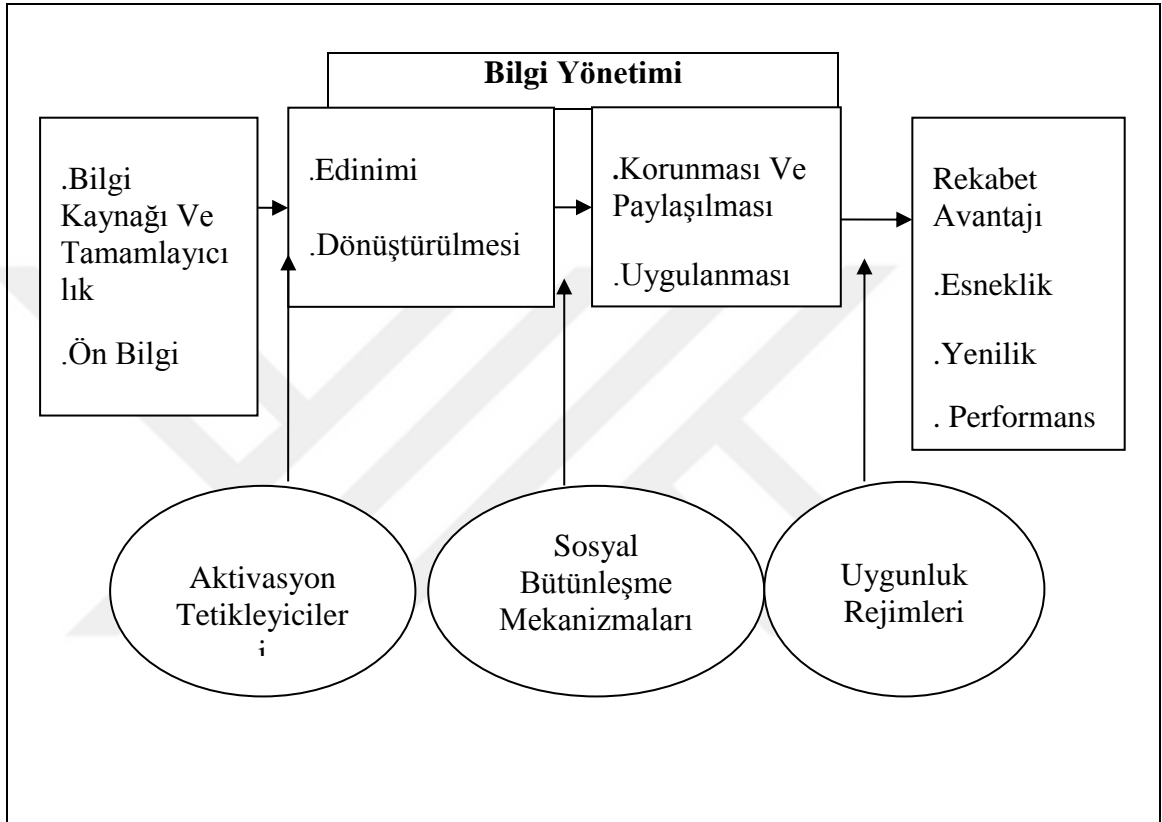 Bilgi Yönetimi
.Bilgi
Kaynağı Ve
Tamamlayıcı
lık
.Ön Bilgi
.Edinimi
.Dönüştürülmesi
.Korunması Ve
Paylaşılması
.Uygulanması
Rekabet
Avantajı
.Esneklik
.Yenilik
. Performans
Aktivasyon
Tetikleyiciler
i
Sosyal
Bütünleşme
Mekanizmaları
Uygunluk
Rejimleri